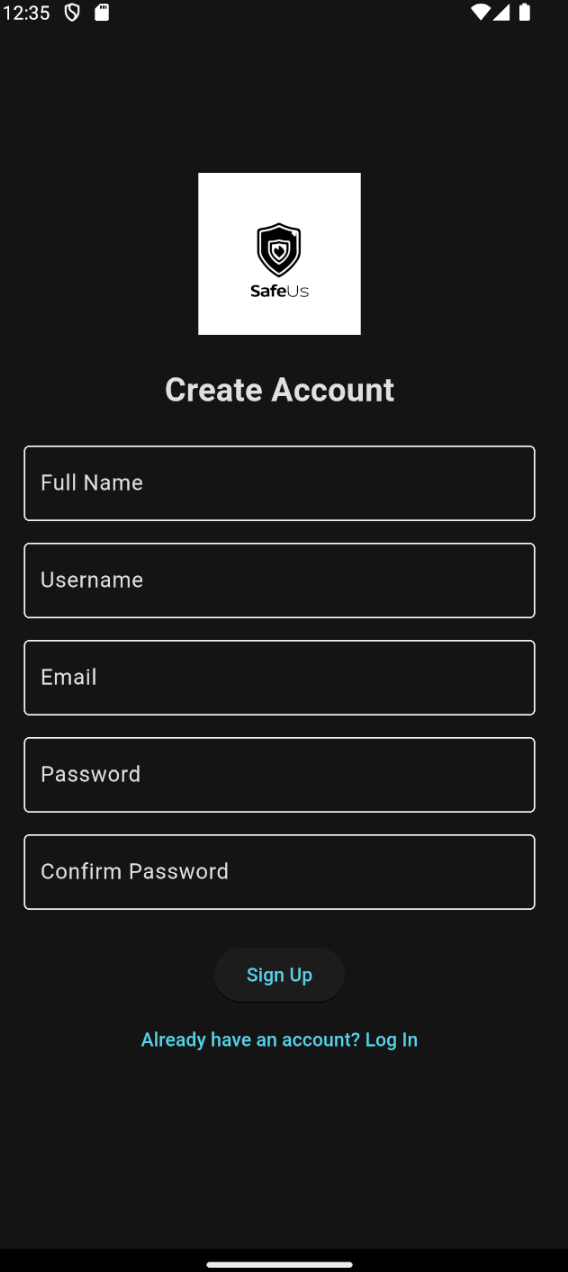 12:35
SafeUs
Create Account
Full Name
Username
Email
Password
Confirm Password
Sign Up
Already have an account? Log In